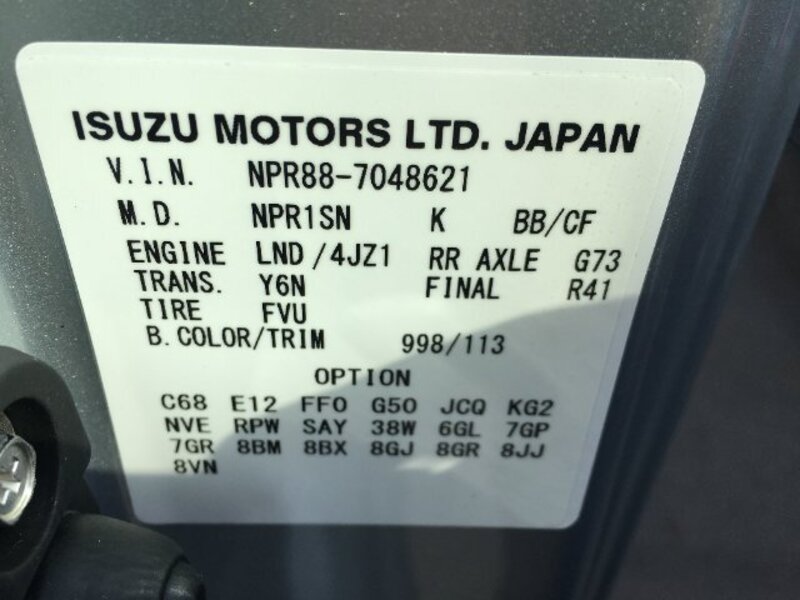 ISUZU MOTORS LTD. JAPAN
V.I.N. NPR88-7048621
M.D. NPR1SN K BB/CF
ENGINE LND/4JZ1 RR AXLE G73
TRANS. Y6N FINAL R41
TIRE FVU
B.COLOR/TRIM 998/113
OPTION
C68 E12 FF0 G50 JCQ KG2
NVE RPW SAY 38W 6GL 7GP
7GR 8BM 8BX 8GJ 8GR 8JJ
8VN